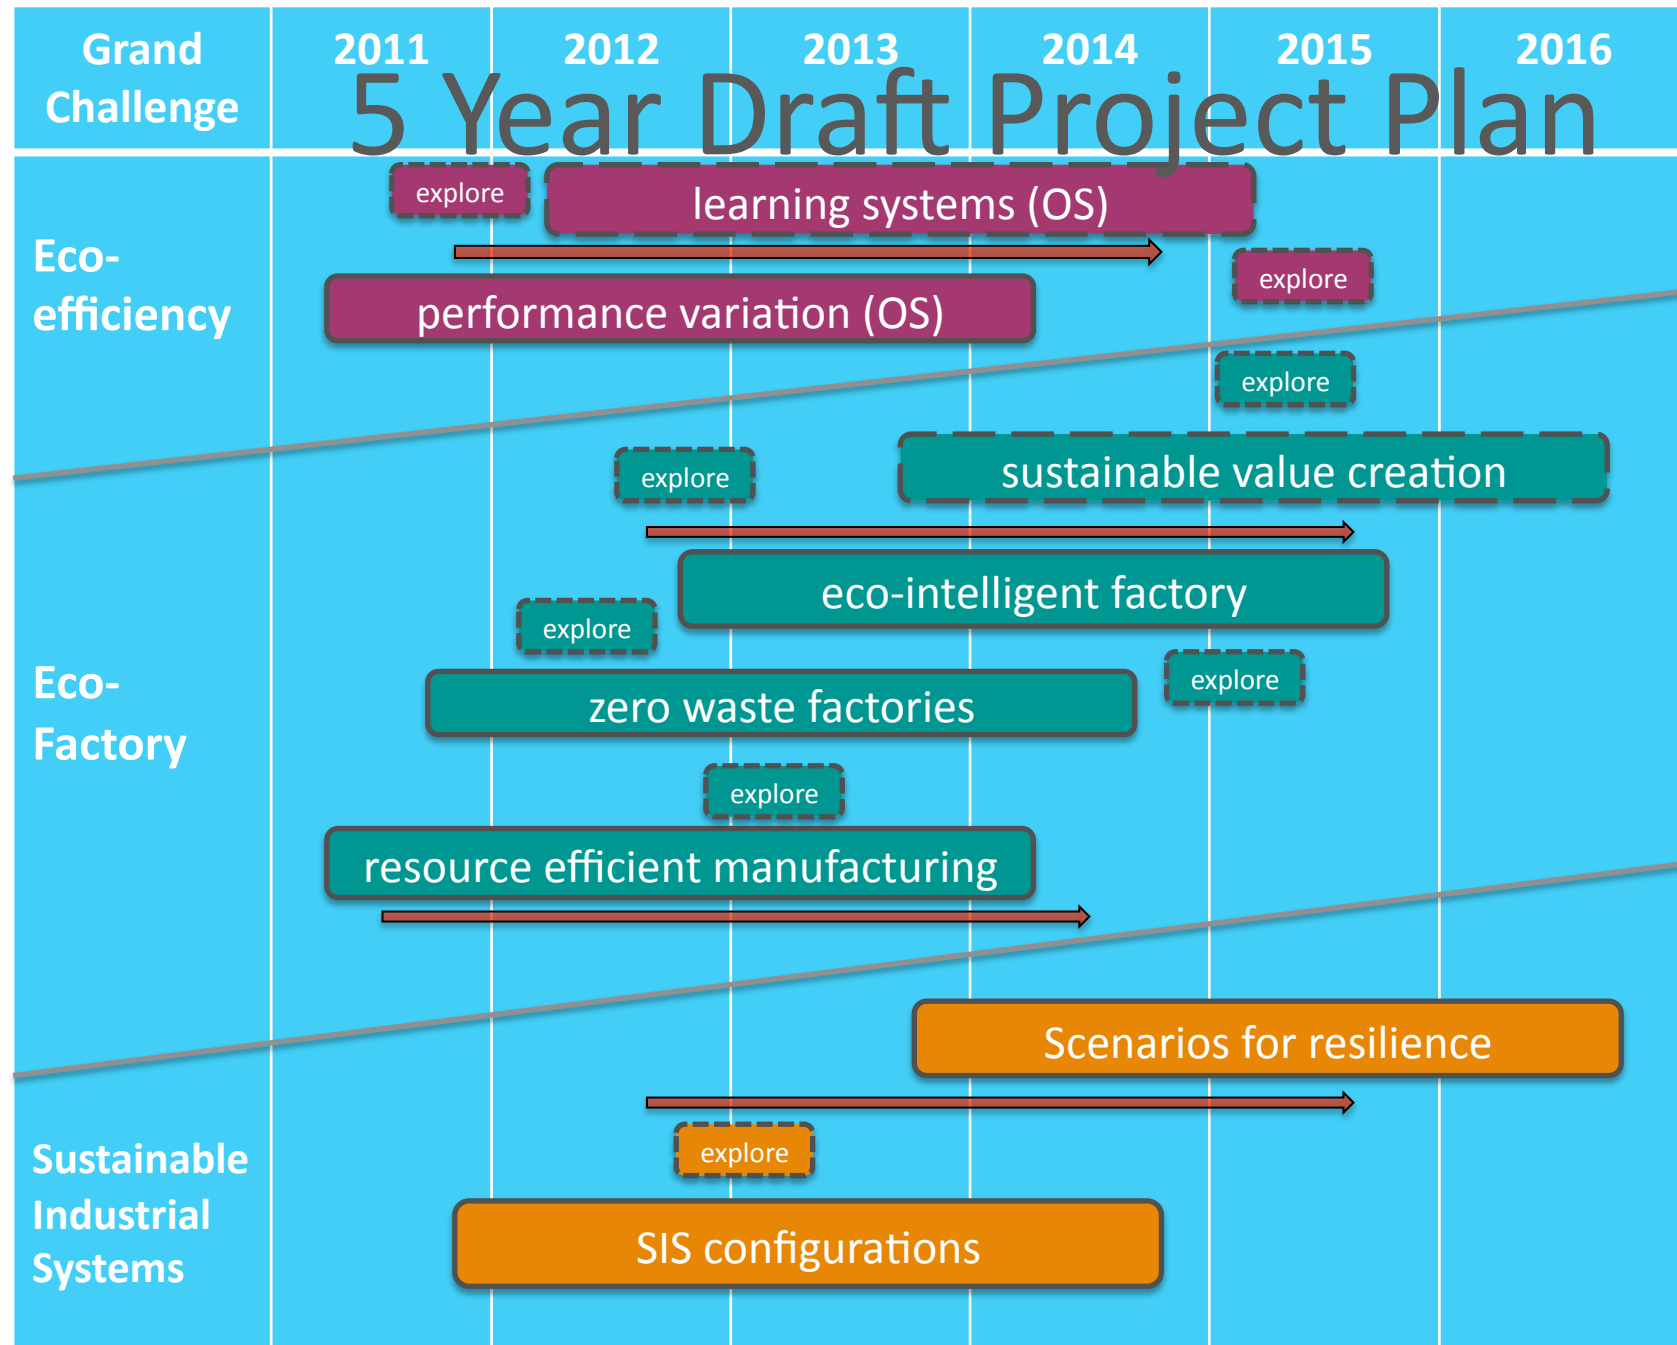 Grand
Challenge
2011
2012
2013
2014
2015
2016
5 Year Draft Project Plan
Eco-
efficiency
explore
learning systems (OS)
explore
performance variation (OS)
explore
Eco-
Factory
explore
sustainable value creation
eco-intelligent factory
explore
explore
zero waste factories
explore
resource efficient manufacturing
Sustainable
Industrial
Systems
Scenarios for resilience
explore
SIS configurations